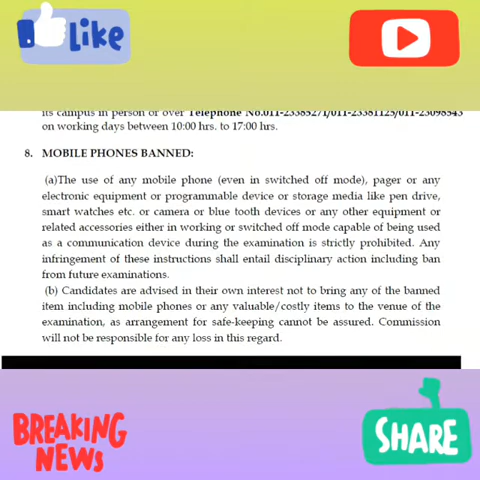 Like
its campus in person or over Telephone No.011-23385271/011-23381125/011-23098543
on working days between 10:00 hrs. to 17:00 hrs.
8. MOBILE PHONES BANNED:
(a)The use of any mobile phone (even in switched off mode), pager or any
electronic equipment or programmable device or storage media like pen drive,
smart watches etc. or camera or blue tooth devices or any other equipment or
related accessories either in working or switched off mode capable of being used
as a communication device during the examination is strictly prohibited. Any
infringement of these instructions shall entail disciplinary action including ban
from future examinations.
(b) Candidates are advised in their own interest not to bring any of the banned
item including mobile phones or any valuable/costly items to the venue of the
examination, as arrangement for safe-keeping cannot be assured. Commission
will not be responsible for any loss in this regard.
BREAKING
NEWS
SHARE